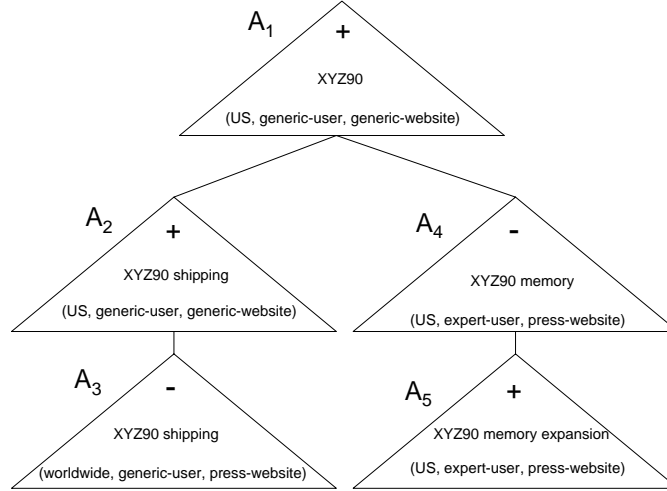 A1
+
XYZ90
(US, generic-user, generic-website)
A2
+
XYZ90 shipping
(US, generic-user, generic-website)
A4
-
XYZ90 memory
(US, expert-user, press-website)
A3
-
XYZ90 shipping
(worldwide, generic-user, press-website)
A5
+
XYZ90 memory expansion
(US, expert-user, press-website)